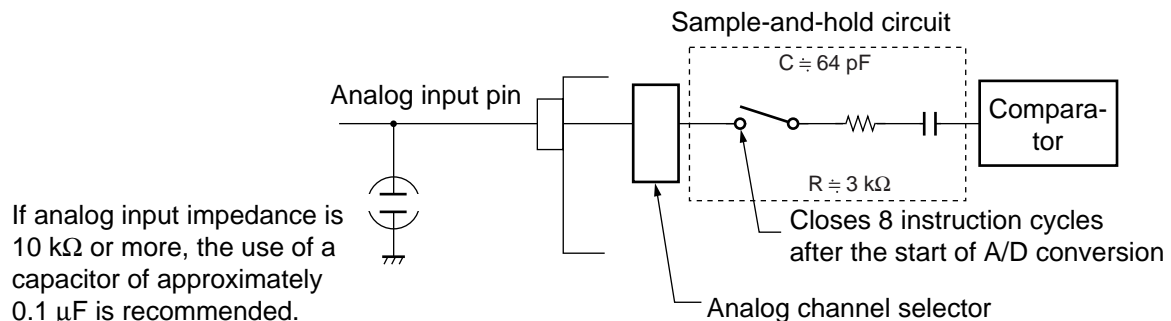 Sample-and-hold circuit
C ≒ 64 pF
Analog input pin
Compara-
tor
R ≒ 3 kΩ
If analog input impedance is
10 kΩ or more, the use of a
capacitor of approximately
0.1 μF is recommended.
Closes 8 instruction cycles
after the start of A/D conversion
Analog channel selector